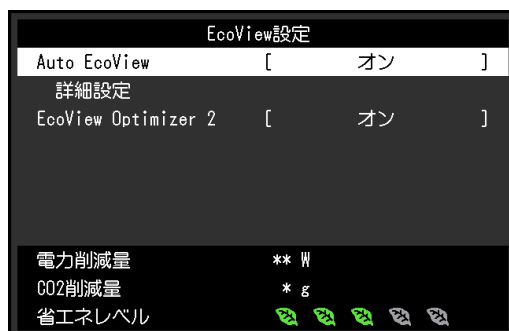 EcoView設定
Auto EcoView [ オン ]
詳細設定
EcoView Optimizer 2 [ オン ]
電力削減量 ** W
CO2削減量 * g
省エネレベル